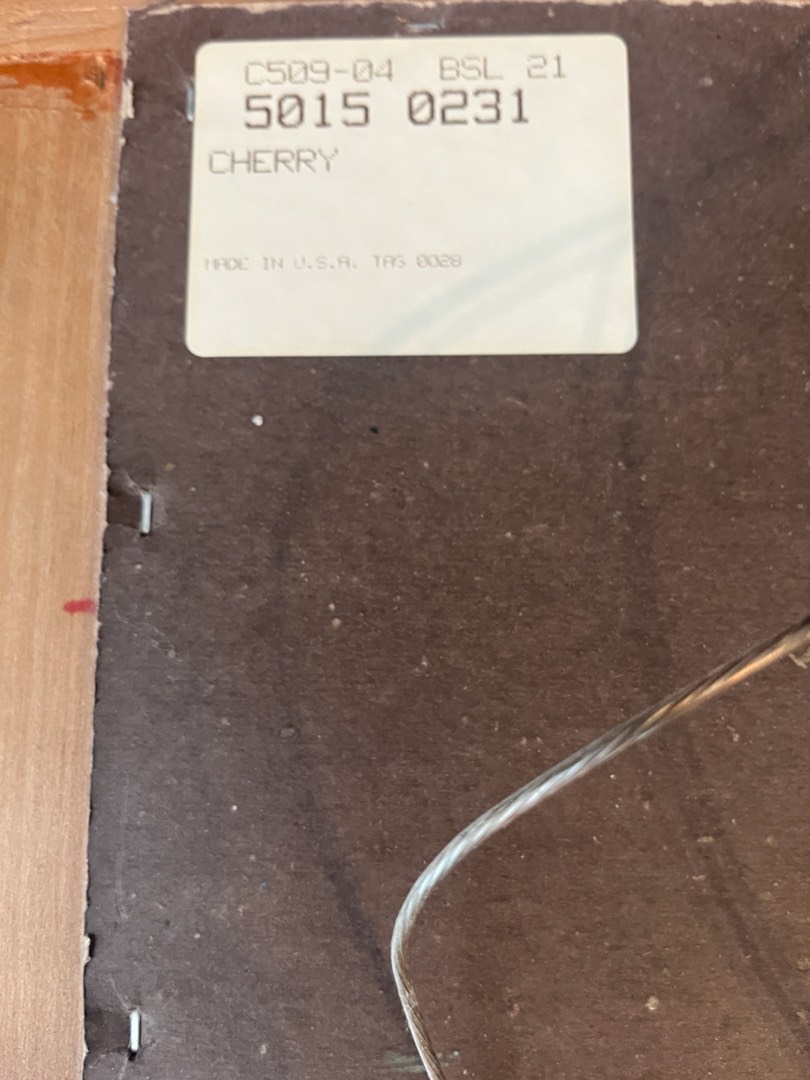 C509-04 BSL 21
5015 0231
CHERRY
MADE IN U.S.A. TAG 0028